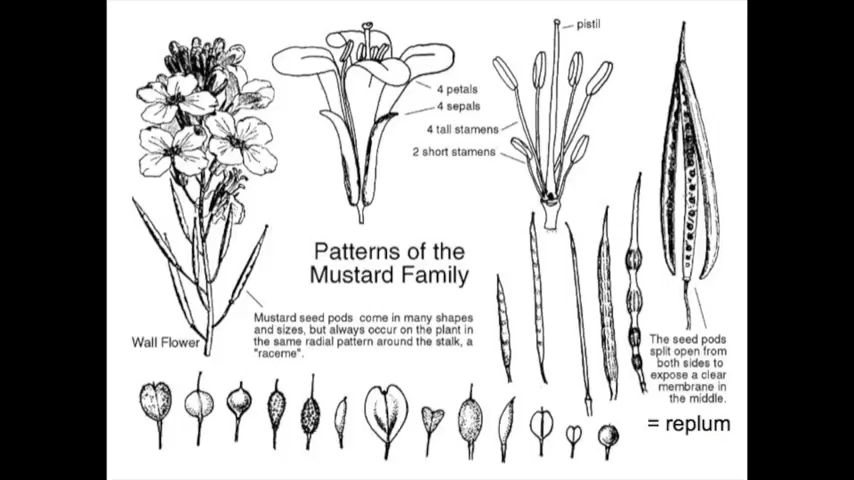 pistil
4 petals
4 sepals
4 tall stamens
2 short stamens
Patterns of the
Mustard Family
Mustard seed pods come in many shapes
and sizes, but always occur on the plant in
the same radial pattern around the stalk, a
"raceme".
Wall Flower
The seed pods
split open from
both sides to
expose a clear
membrane in
the middle.
= replum